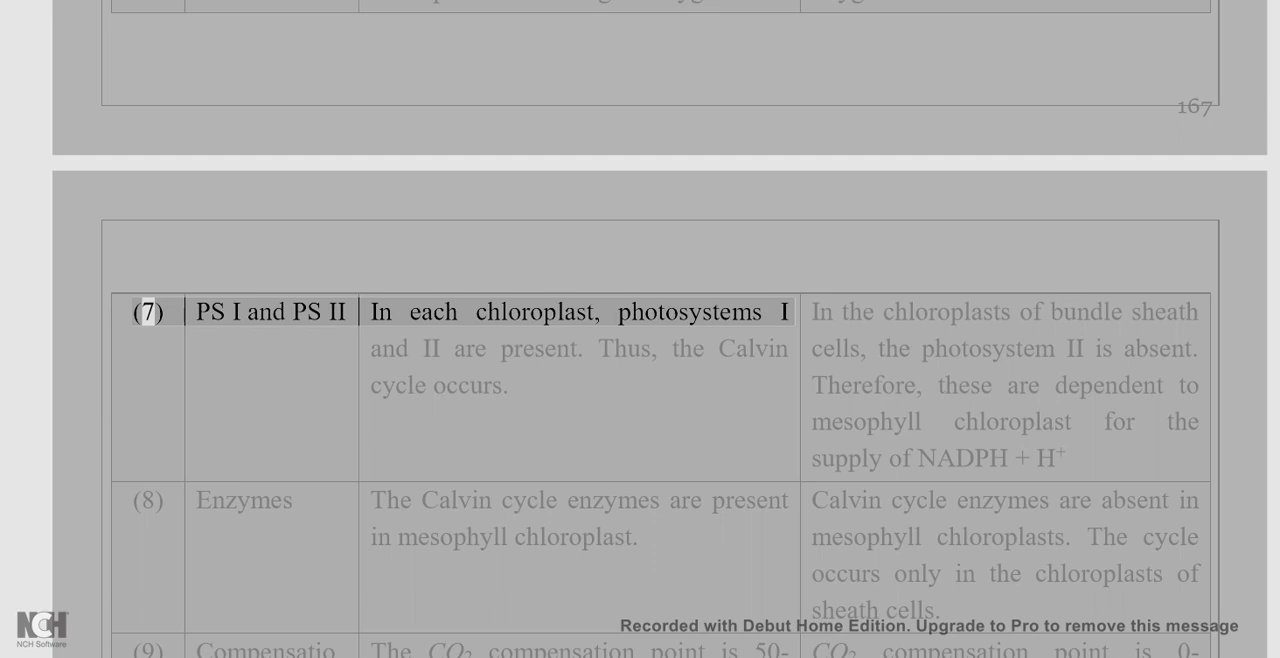 167
(7) PS I and PS II In each chloroplast, photosystems I In the chloroplasts of bundle sheath
and II are present. Thus, the Calvin cells, the photosystem II is absent.
cycle occurs. Therefore, these are dependent to
mesophyll chloroplast for the
supply of NADPH + H⁺
(8) Enzymes The Calvin cycle enzymes are present Calvin cycle enzymes are absent in
in mesophyll chloroplast. mesophyll chloroplasts. The cycle
occurs only in the chloroplasts of
sheath cells.
Recorded with Debut Home Edition. Upgrade to Pro to remove this message
(9) Compensatio The CO₂ compensation point is 50- CO₂ compensation point is 0-
NCH
NCH Software